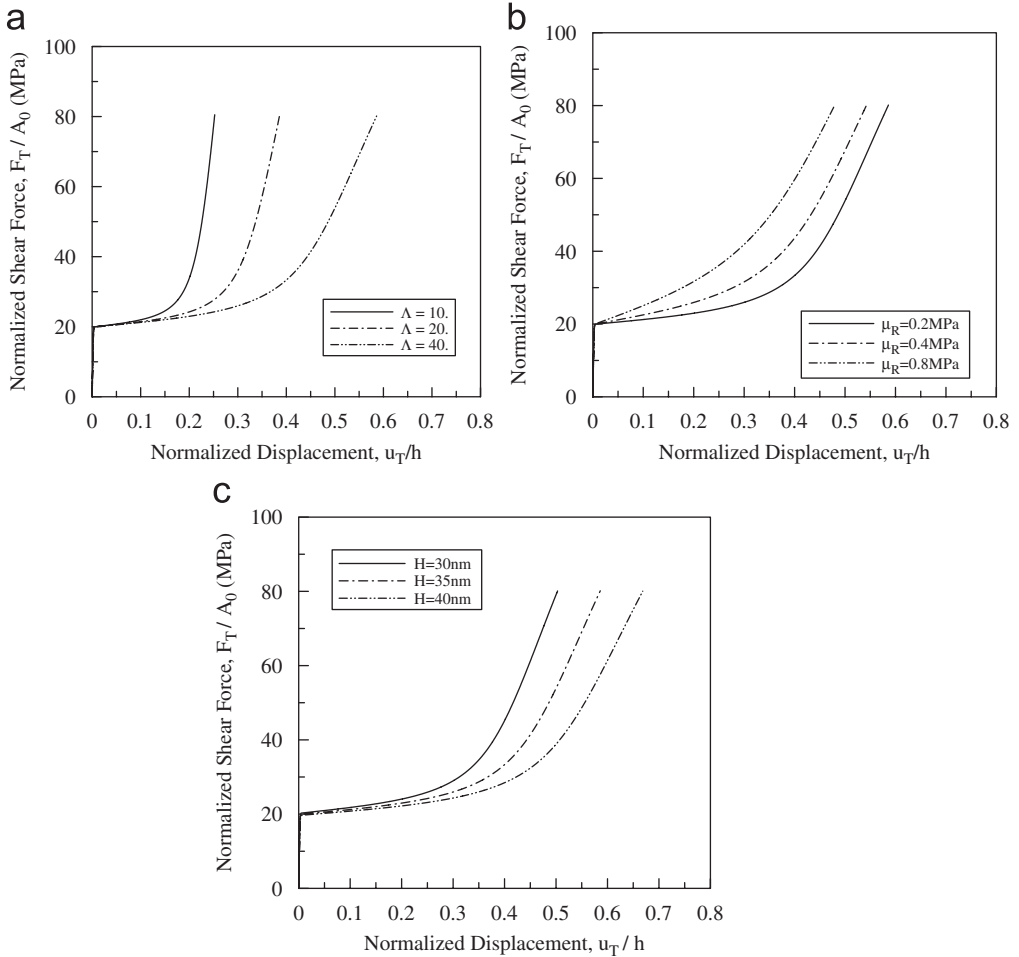 a
Normalized Shear Force, F_T / A_0 (MPa)
100
80
60
40
20
0
0 0.1 0.2 0.3 0.4 0.5 0.6 0.7 0.8
Normalized Displacement, u_T/h
Λ = 10.
Λ = 20.
Λ = 40.
b
Normalized Shear Force, F_T / A_0 (MPa)
100
80
60
40
20
0
0 0.1 0.2 0.3 0.4 0.5 0.6 0.7 0.8
Normalized Displacement, u_T/h
μ_R=0.2MPa
μ_R=0.4MPa
μ_R=0.8MPa
c
Normalized Shear Force, F_T / A_0 (MPa)
100
80
60
40
20
0
0 0.1 0.2 0.3 0.4 0.5 0.6 0.7 0.8
Normalized Displacement, u_T / h
H=30nm
H=35nm
H=40nm